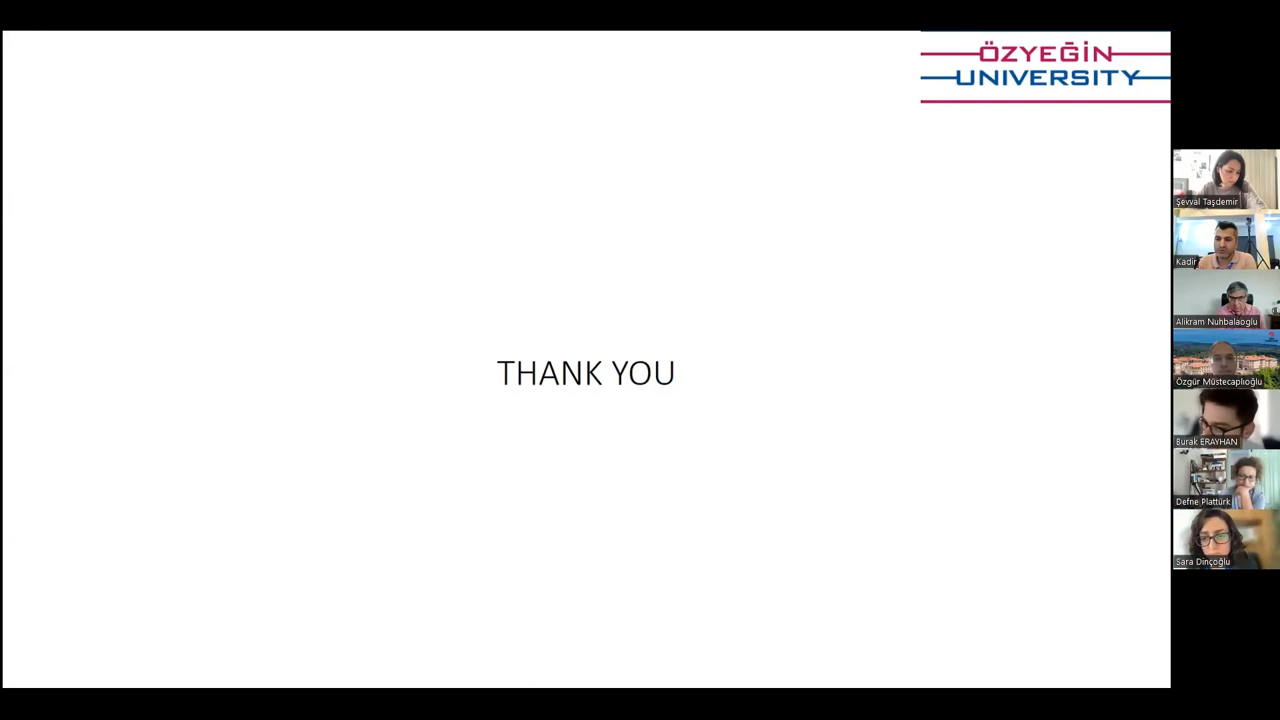 ÖZYEĞİN
UNIVERSITY
THANK YOU
Şevval Taşdemir
Kadir
Alikram Nuhbalaoglu
Özgür Müstecaplıoğlu
Burak ERAYHAN
Defne Plattürk
Sara Dinçoğlu